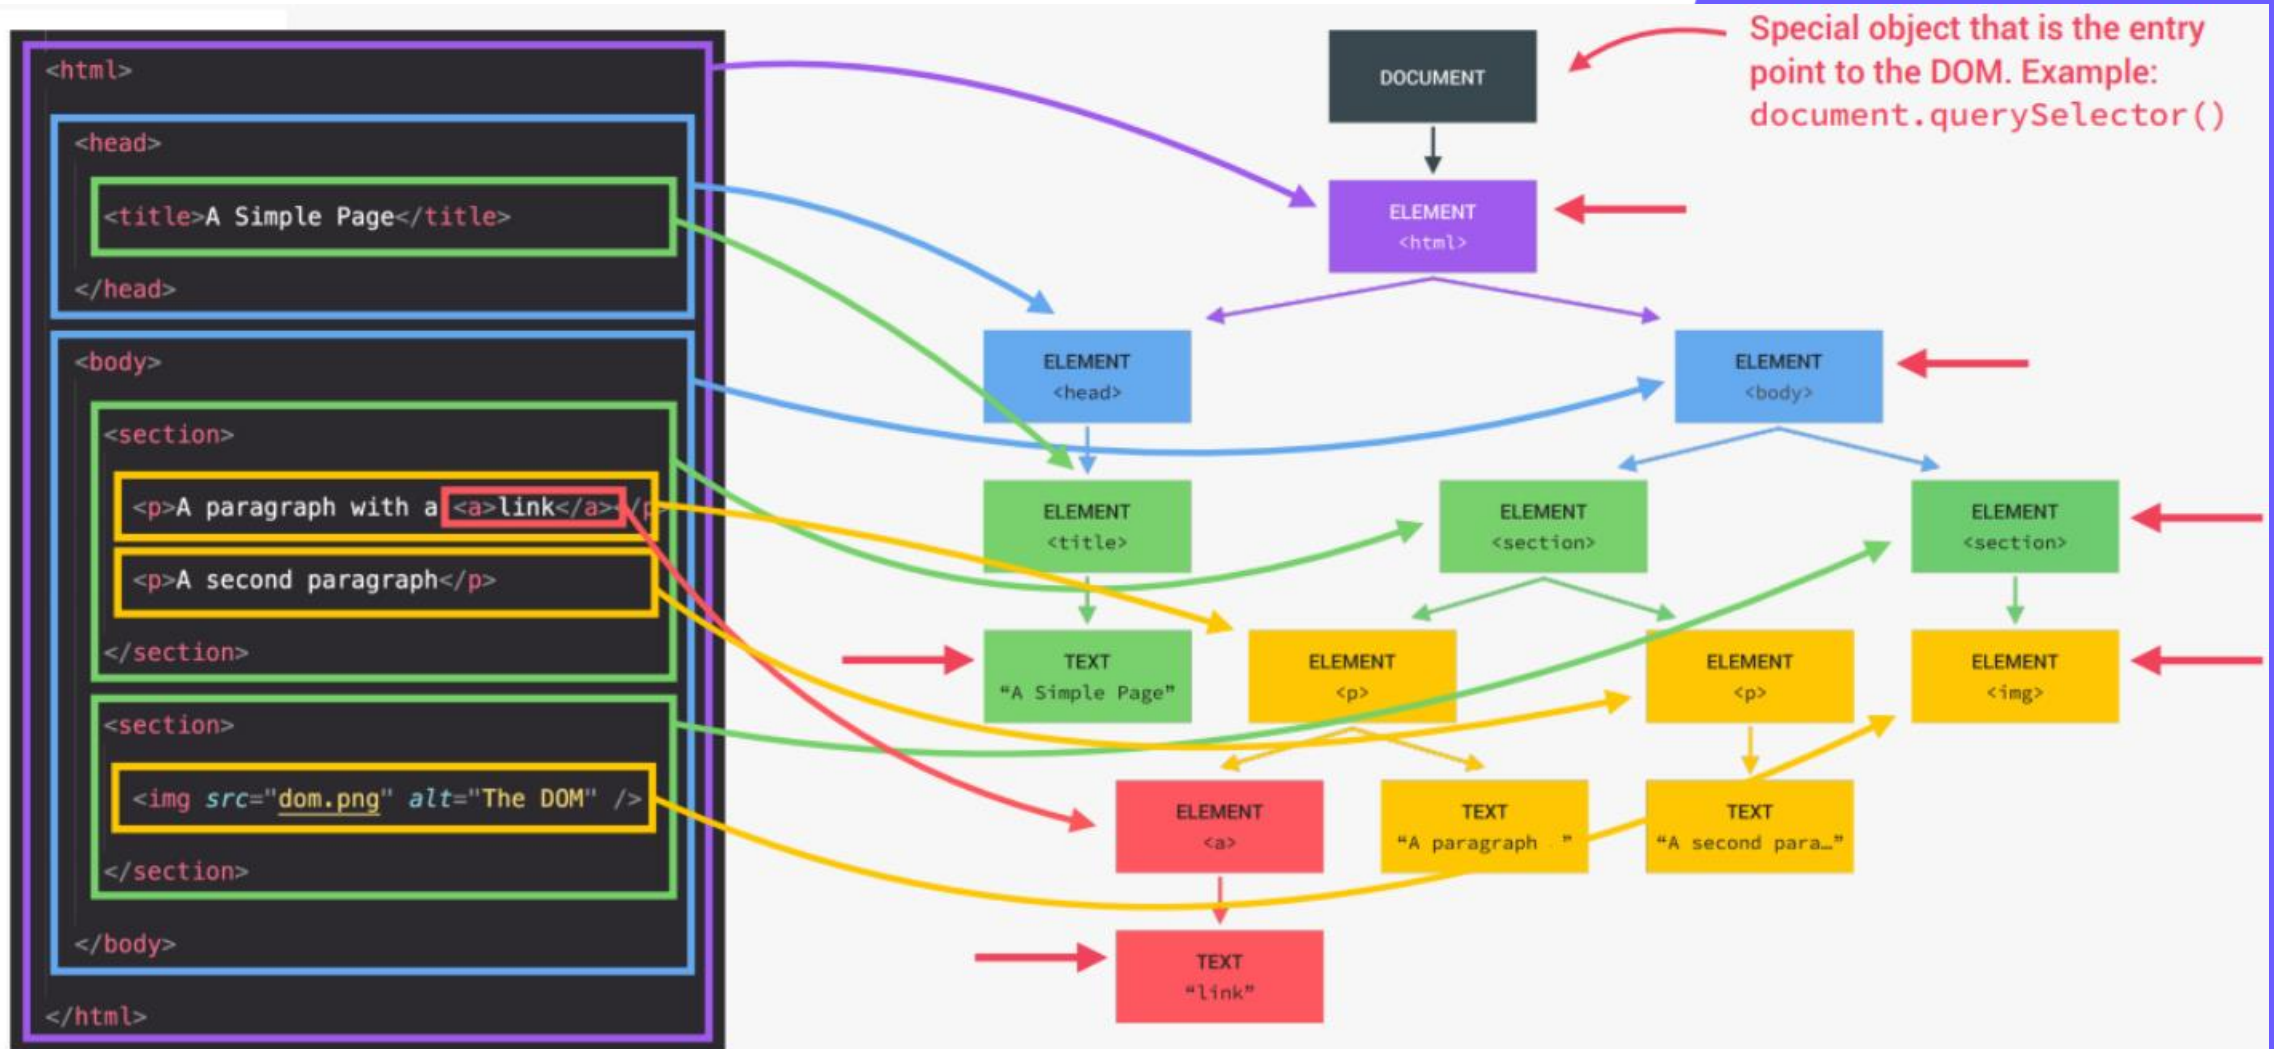 <html>
<head>
<title>A Simple Page</title>
</head>
<body>
<section>
<p>A paragraph with a <a>link</a></p>
<p>A second paragraph</p>
</section>
<section>
<img src="dom.png" alt="The DOM" />
</section>
</body>
</html>
Special object that is the entry
point to the DOM. Example:
document.querySelector()
DOCUMENT
ELEMENT
<html>
ELEMENT
<head>
ELEMENT
<body>
ELEMENT
<title>
ELEMENT
<section>
ELEMENT
<section>
TEXT
“A Simple Page”
ELEMENT
<p>
ELEMENT
<p>
ELEMENT
<img>
ELEMENT
<a>
TEXT
“A paragraph ”
TEXT
“A second para…”
TEXT
“link”